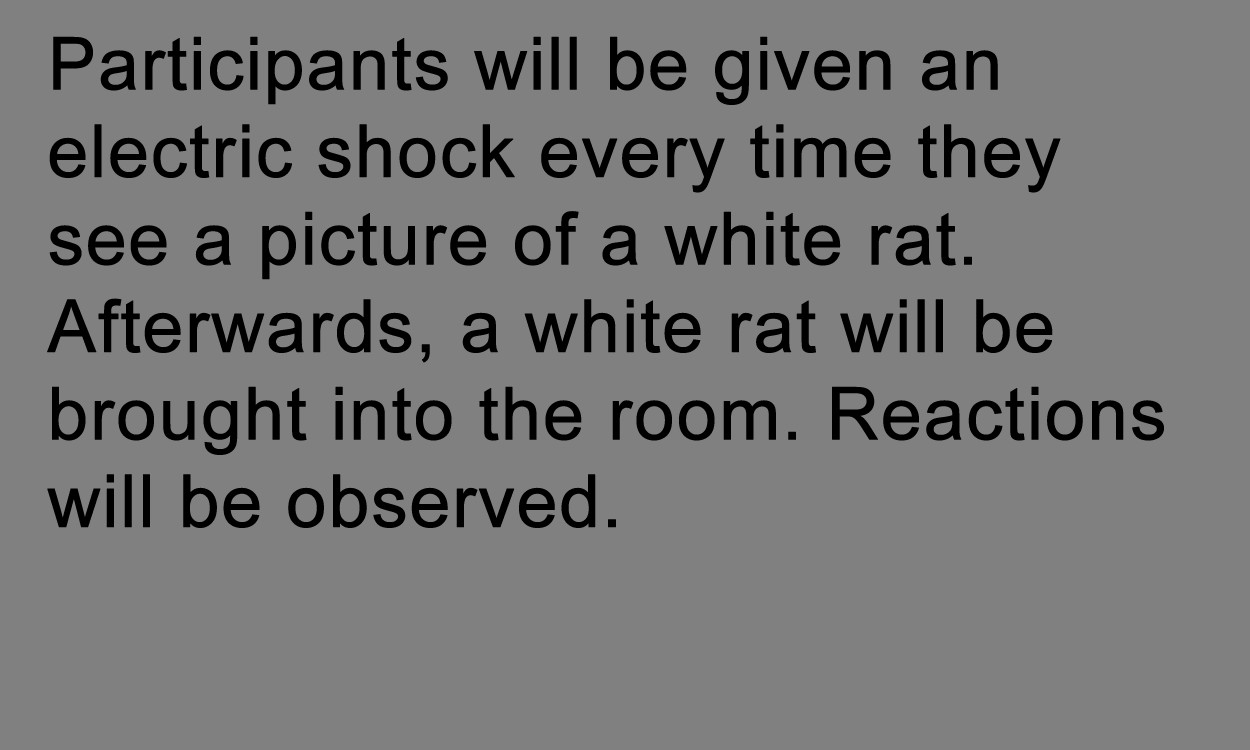 Participants will be given an
electric shock every time they
see a picture of a white rat.
Afterwards, a white rat will be
brought into the room. Reactions
will be observed.